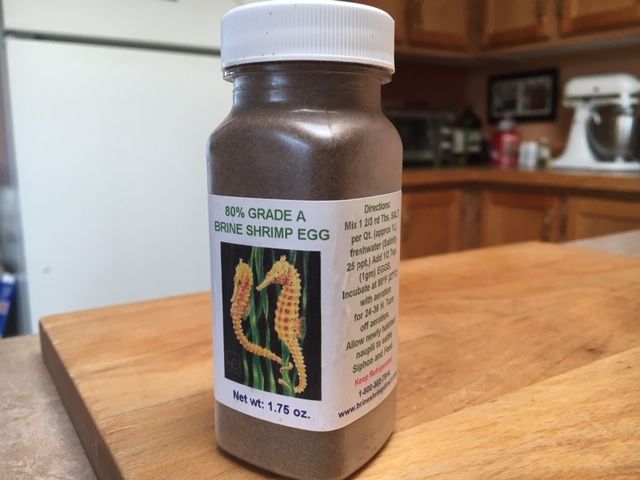 80% GRADE A
BRINE SHRIMP EGG
Net wt: 1.75 oz.
Directions:
Mix 1 2/3 rd Tbs. SALT
per Qt. (approx 1L)
freshwater (Salinity
25 ppt.) Add 1/2 Tsp.
(1gm) EGGS.
Incubate at 80°F (27°C)
with aeration
for 24-36 H. Turn
off aeration.
Allow newly hatched
nauplii to settle.
Siphon and Feed.
Keep Refrigerated
1-800-
www.brineshrimpdirect